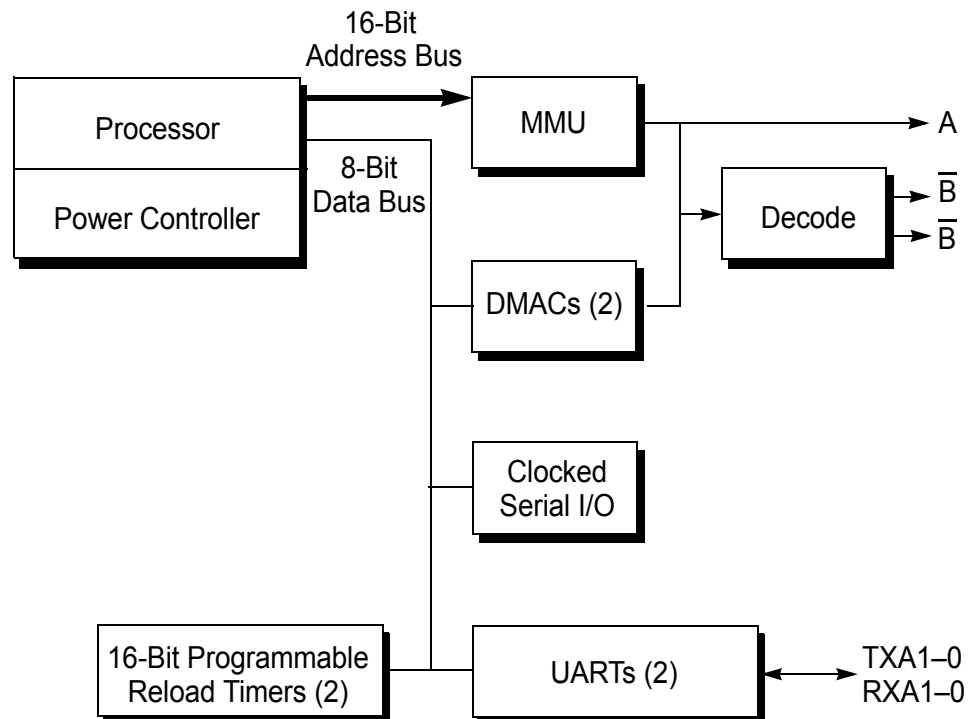 16-Bit
Address Bus
Processor
MMU
A
8-Bit
Data Bus
Power Controller
Decode
B̅
B̅
DMACs (2)
Clocked
Serial I/O
16-Bit Programmable
Reload Timers (2)
UARTs (2)
TXA1–0
RXA1–0